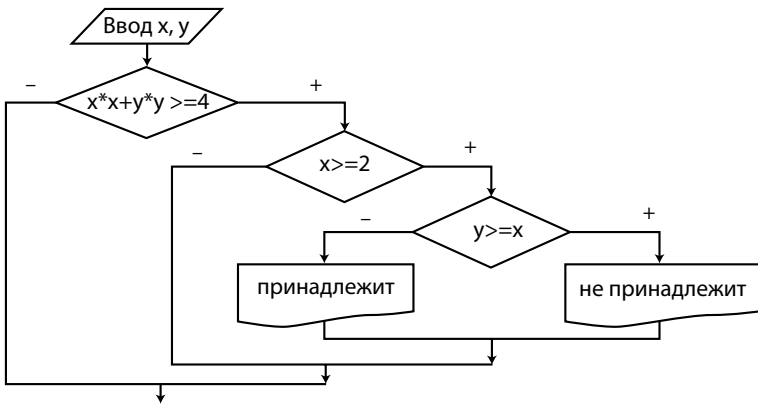 Ввод x, y
–
x*x+y*y >=4
+
–
x>=2
+
–
y>=x
+
принадлежит
не принадлежит